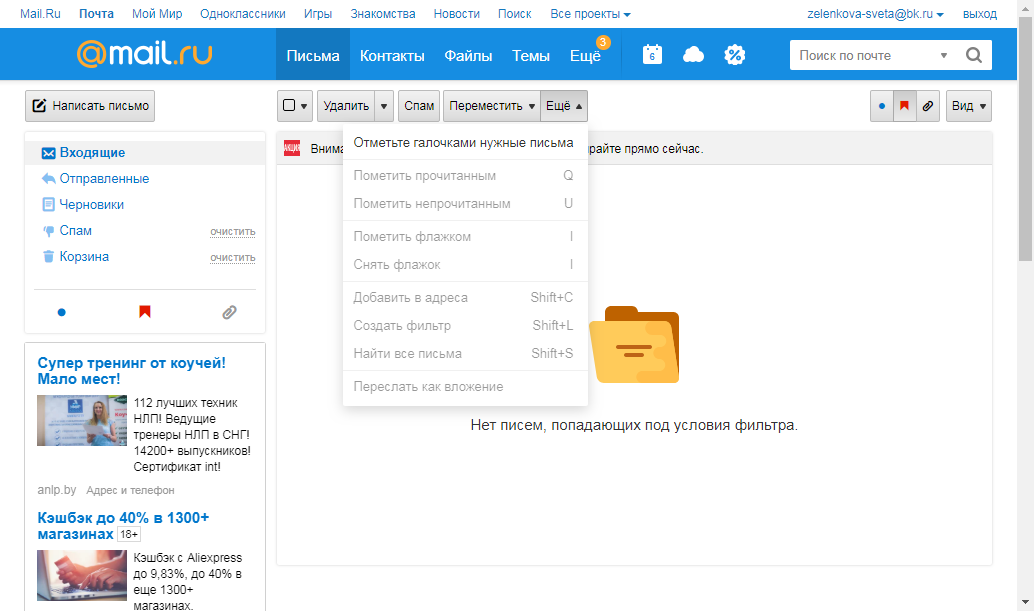 Mail.Ru Почта Мой Мир Одноклассники Игры Знакомства Новости Поиск Все проекты zelenkova-sveta@bk.ru выход
@mail.ru Письма Контакты Файлы Темы Ещё 3 6 Поиск по почте
Написать письмо Удалить Спам Переместить Ещё Вид
Входящие
Отправленные
Черновики
Спам очистить
Корзина очистить
Супер тренинг от коучей!
Мало мест!
112 лучших техник
НЛП! Ведущие
тренеры НЛП в СНГ!
14200+ выпускников!
Сертификат int!
anlp.by Адрес и телефон
Кэшбэк до 40% в 1300+
магазинах 18+
Кэшбэк с Aliexpress
до 9,83%, до 40% в
еще 1300+
магазинах.
АКЦИЯ Внима райте прямо сейчас.
Отметьте галочками нужные письма
Пометить прочитанным Q
Пометить непрочитанным U
Пометить флажком I
Снять флажок I
Добавить в адреса Shift+C
Создать фильтр Shift+L
Найти все письма Shift+S
Переслать как вложение
Нет писем, попадающих под условия фильтра.